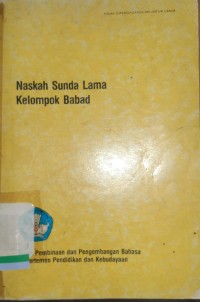 Naskah Sunda Lama
Kelompok Babad
Pembinaan dan Pengembangan Bahasa
Pendidikan dan Kebudayaan